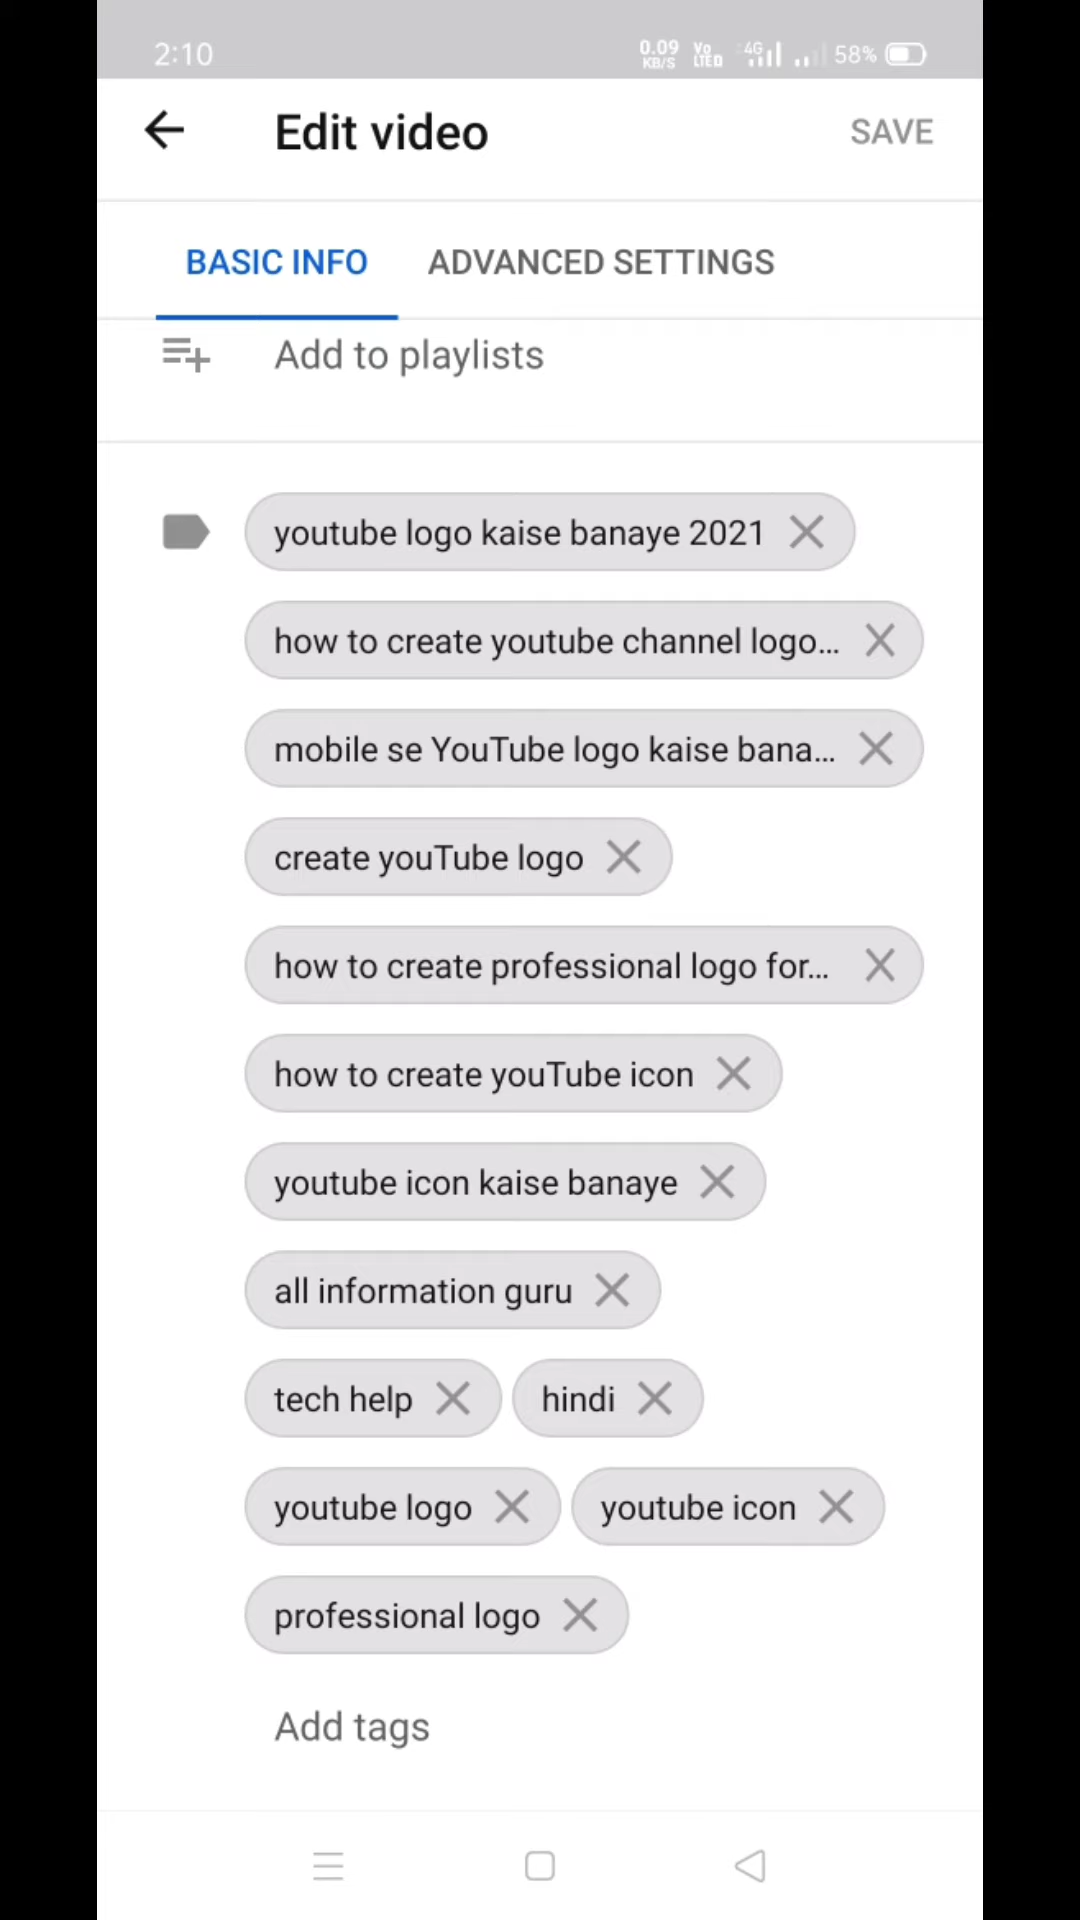 2:10 0.09 KB/S Vo LTED 4G 58%
Edit video SAVE
BASIC INFO ADVANCED SETTINGS
Add to playlists
youtube logo kaise banaye 2021
how to create youtube channel logo...
mobile se YouTube logo kaise bana...
create youTube logo
how to create professional logo for...
how to create youTube icon
youtube icon kaise banaye
all information guru
tech help hindi
youtube logo youtube icon
professional logo
Add tags